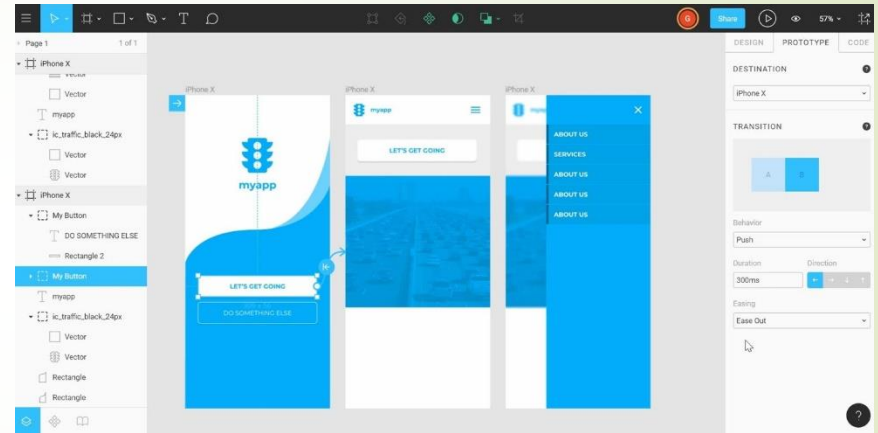 G
Share
57%
Page 1
1 of 1
DESIGN
PROTOTYPE
CODE
iPhone X
Vector
Vector
myapp
ic_traffic_black_24px
Vector
Vector
iPhone X
My Button
DO SOMETHING ELSE
Rectangle 2
My Button
myapp
ic_traffic_black_24px
Vector
Vector
Rectangle
Rectangle
iPhone X
myapp
LET'S GET GOING
DO SOMETHING ELSE
iPhone X
myapp
LET'S GET GOING
iPhone X
ABOUT US
SERVICES
ABOUT US
ABOUT US
ABOUT US
DESTINATION
?
iPhone X
TRANSITION
?
A
B
Behavior
Push
Duration
Direction
300ms
Easing
Ease Out
?